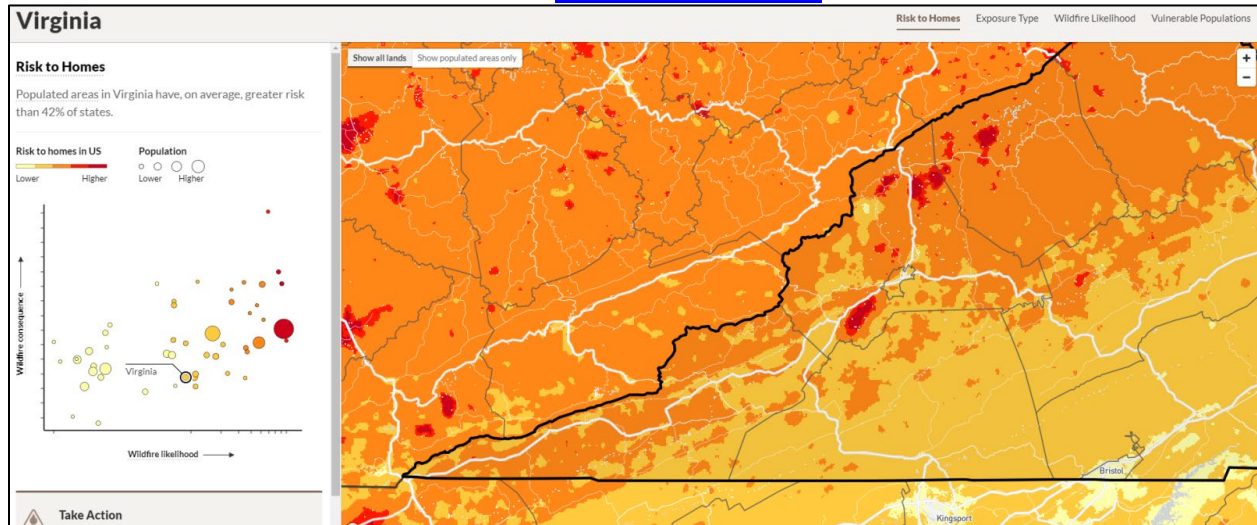 Virginia
Risk to Homes Exposure Type Wildfire Likelihood Vulnerable Populations
Risk to Homes
Populated areas in Virginia have, on average, greater risk
than 42% of states.
Risk to homes in US
Lower Higher
Population
Lower Higher
Wildfire consequence
Virginia
Wildfire likelihood
Take Action
Show all lands Show populated areas only
+
−
Bristol
Kingsport